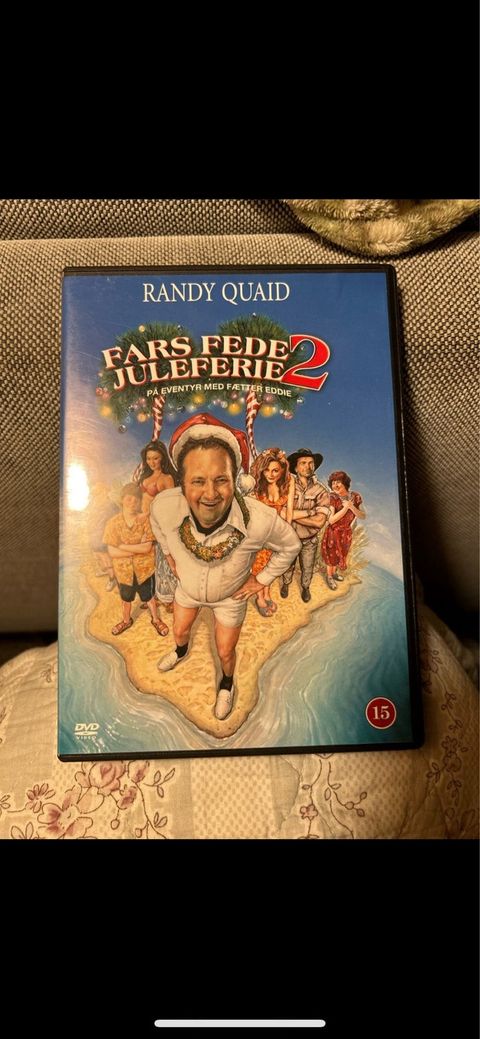 RANDY QUAID
FARS FEDE
JULEFERIE 2
PÅ EVENTYR MED FÆTTER EDDIE
DVD
VIDEO
15